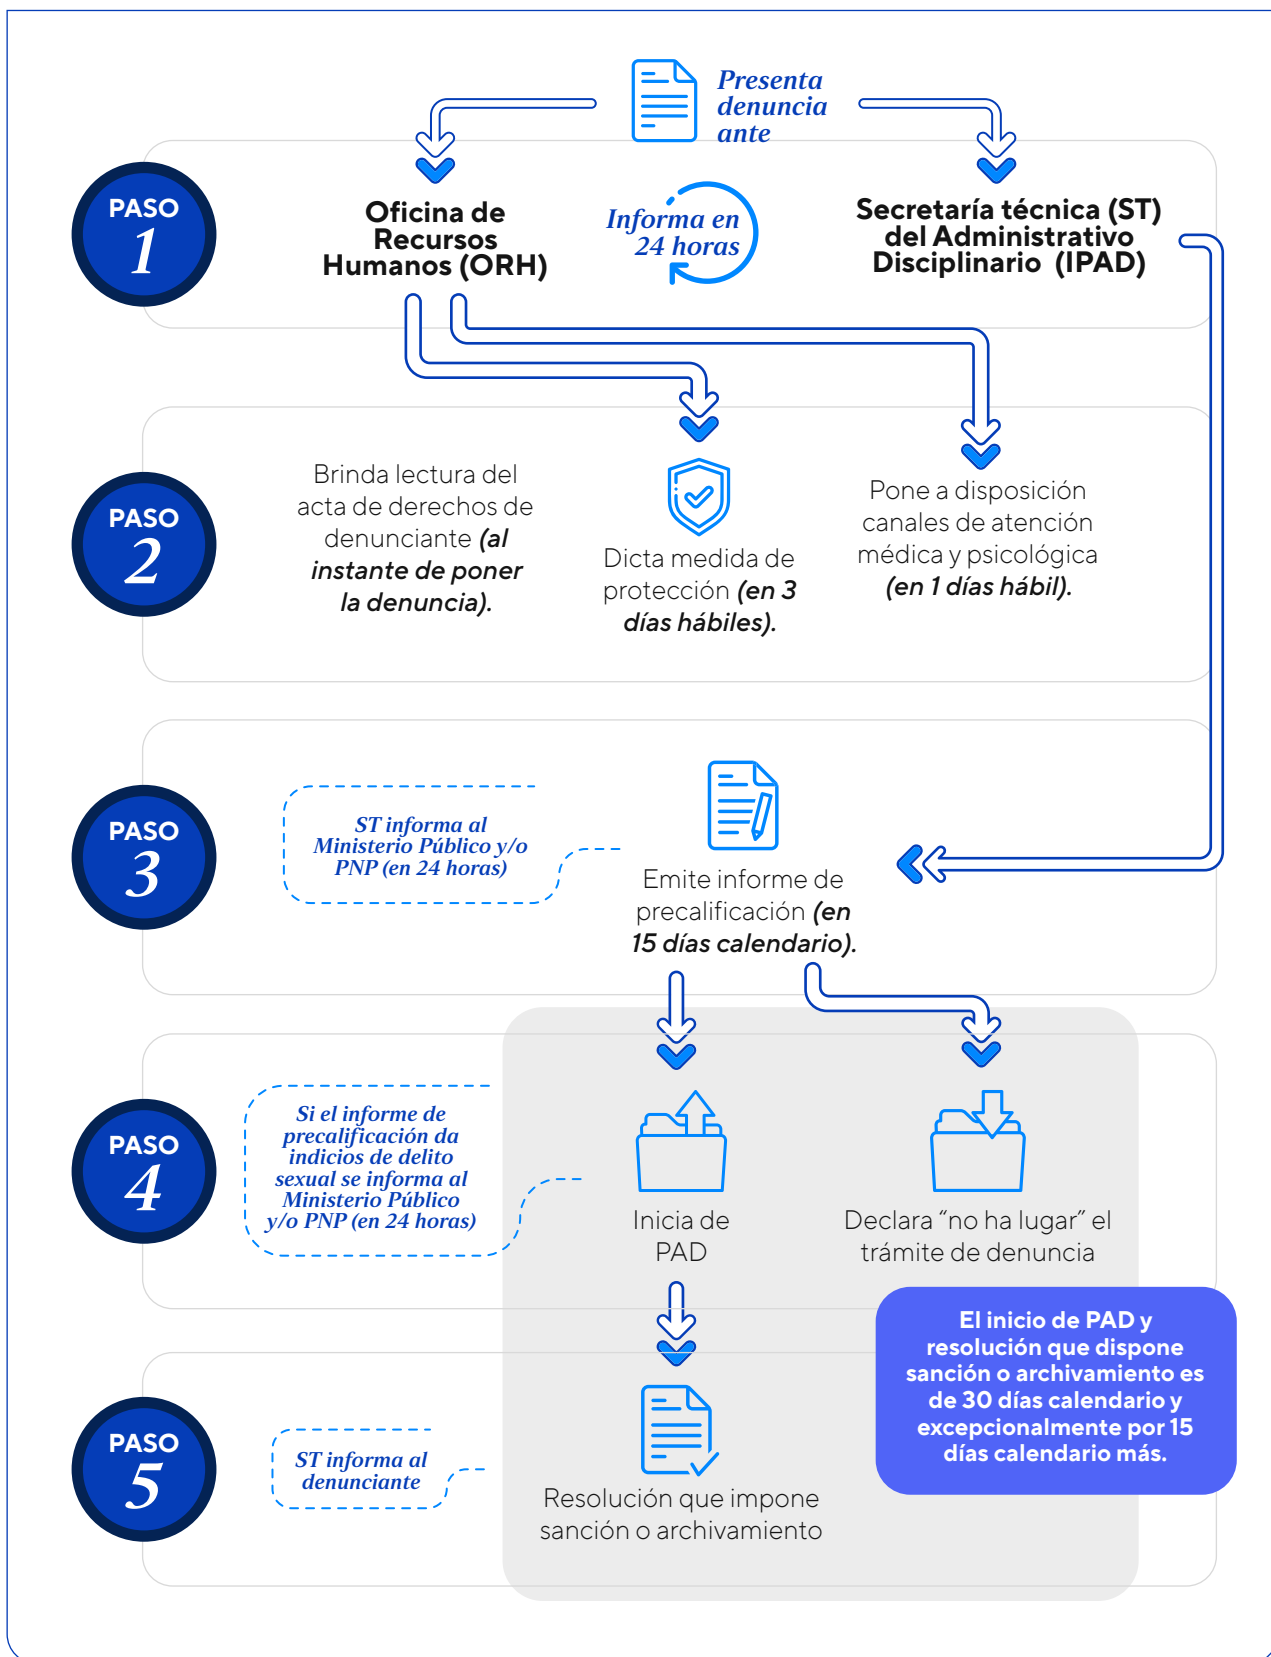 Presenta
denuncia
ante
PASO
1
Oficina de
Recursos
Humanos (ORH)
Informa en
24 horas
Secretaría técnica (ST)
del Administrativo
Disciplinario (IPAD)
PASO
2
Brinda lectura del
acta de derechos de
denunciante (al
instante de poner
la denuncia).
Dicta medida de
protección (en 3
días hábiles).
Pone a disposición
canales de atención
médica y psicológica
(en 1 días hábil).
PASO
3
ST informa al
Ministerio Público y/o
PNP (en 24 horas)
Emite informe de
precalificación (en
15 días calendario).
PASO
4
Si el informe de
precalificación da
indicios de delito
sexual se informa al
Ministerio Público
y/o PNP (en 24 horas)
Inicia de
PAD
Declara “no ha lugar” el
trámite de denuncia
El inicio de PAD y
resolución que dispone
sanción o archivamiento es
de 30 días calendario y
excepcionalmente por 15
días calendario más.
PASO
5
ST informa al
denunciante
Resolución que impone
sanción o archivamiento